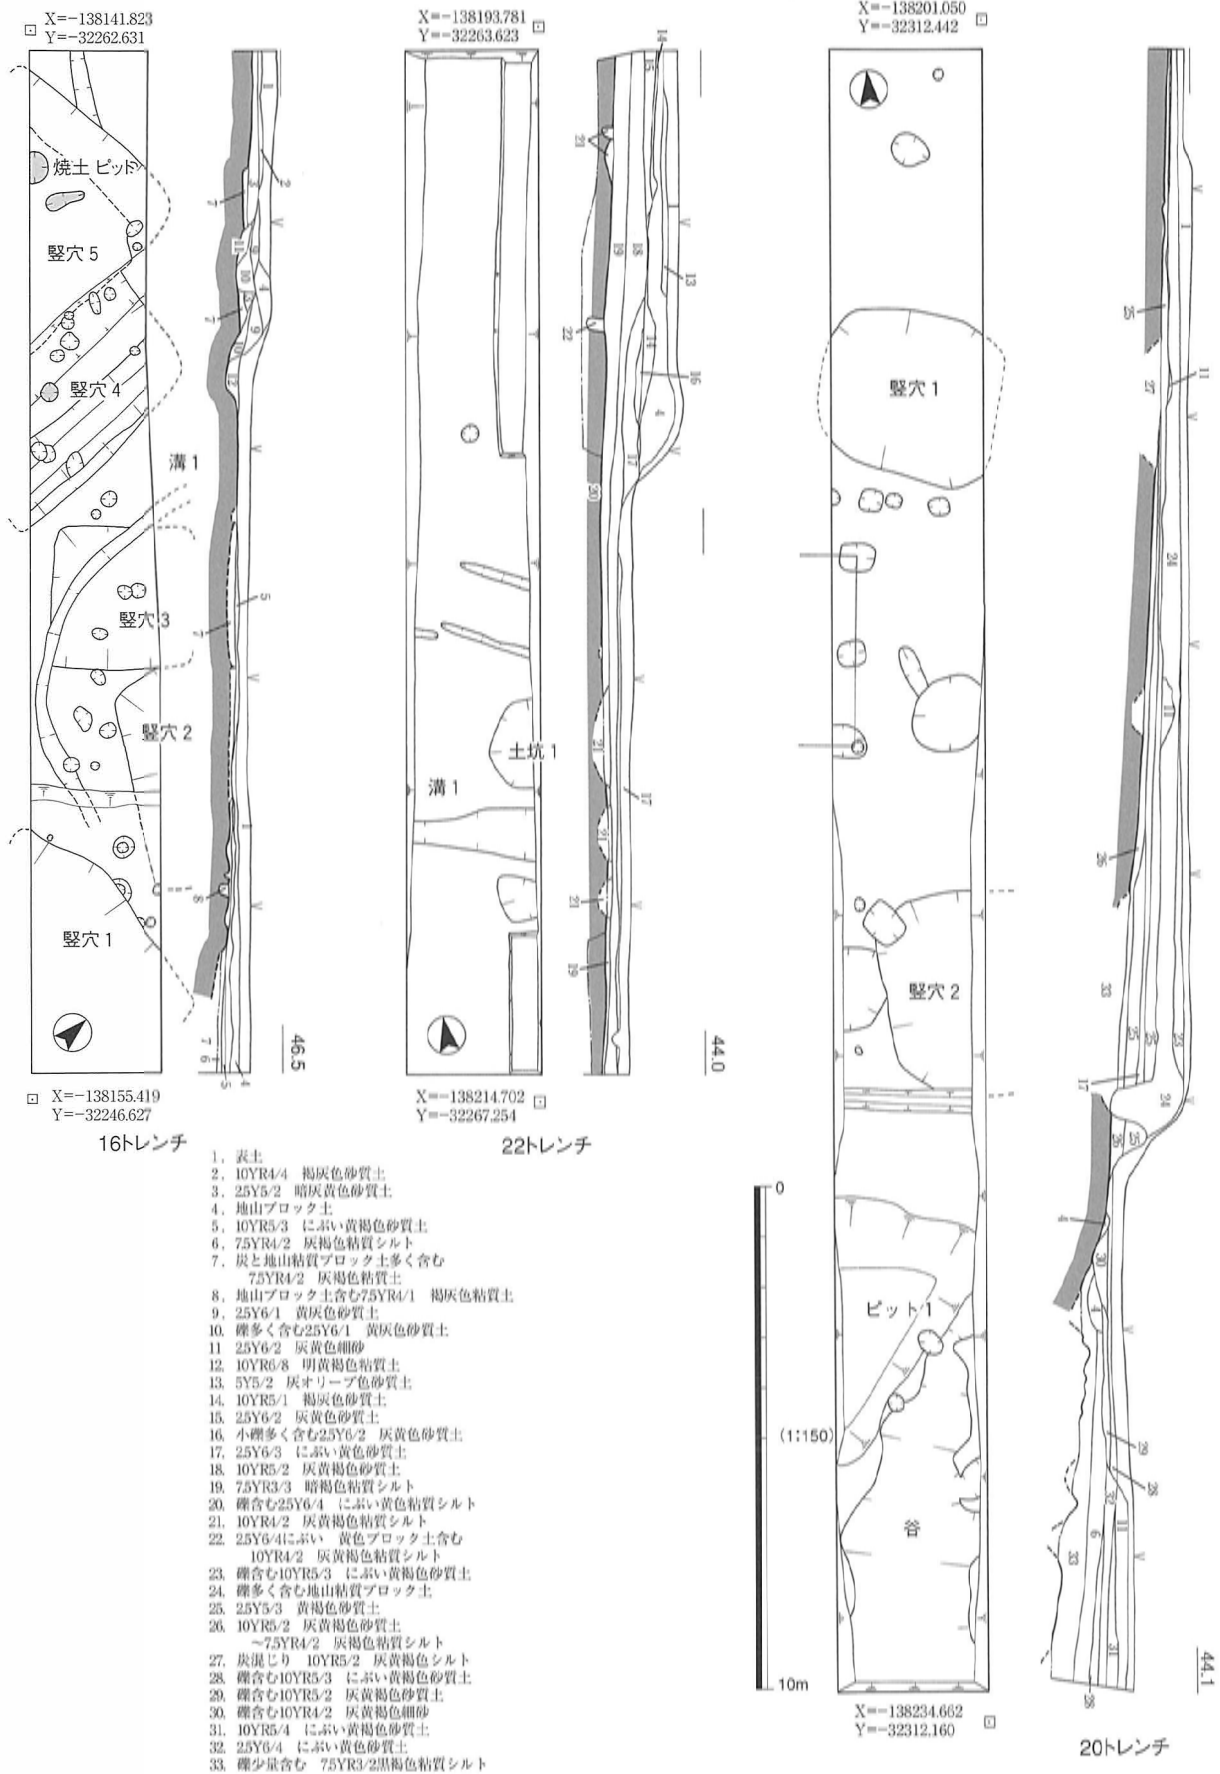 X=−138141.823
Y=−32262.631
焼土 ピット
竪穴 5
竪穴 4
溝 1
竪穴 3
竪穴 2
竪穴 1
46.5
X=−138155.419
Y=−32246.627
16トレンチ
X=−138193.781
Y=−32263.623
土坑 1
溝 1
44.0
X=−138214.702
Y=−32267.254
22トレンチ
X=−138201.050
Y=−32312.442
竪穴 1
竪穴 2
ピット 1
谷
44.1
X=−138234.662
Y=−32312.160
20トレンチ
0
(1:150)
10m
1. 表土
2. 10YR4/4 褐灰色砂質土
3. 2.5Y5/2 暗灰黄色砂質土
4. 地山ブロック土
5. 10YR5/3 にぶい黄褐色砂質土
6. 7.5YR4/2 灰褐色粘質シルト
7. 炭と地山粘質ブロック土多く含む
7.5YR4/2 灰褐色粘質土
8. 地山ブロック土含む7.5YR4/1 褐灰色粘質土
9. 2.5Y6/1 黄灰色砂質土
10. 礫多く含む2.5Y6/1 黄灰色砂質土
11 2.5Y6/2 灰黄色細砂
12. 10YR6/8 明黄褐色粘質土
13. 5Y5/2 灰オリーブ色砂質土
14. 10YR5/1 褐灰色砂質土
15. 2.5Y6/2 灰黄色砂質土
16. 小礫多く含む2.5Y6/2 灰黄色砂質土
17. 2.5Y6/3 にぶい黄色砂質土
18. 10YR5/2 灰黄褐色砂質土
19. 7.5YR3/3 暗褐色粘質シルト
20. 礫含む2.5Y6/4 にぶい黄色粘質シルト
21. 10YR4/2 灰黄褐色粘質シルト
22. 2.5Y6/4にぶい 黄色ブロック土含む
10YR4/2 灰黄褐色粘質シルト
23. 礫含む10YR5/3 にぶい黄褐色砂質土
24. 礫多く含む地山粘質ブロック土
25. 2.5Y5/3 黄褐色砂質土
26. 10YR5/2 灰黄褐色砂質土
～7.5YR4/2 灰褐色粘質シルト
27. 炭混じり 10YR5/2 灰黄褐色シルト
28. 礫含む10YR5/3 にぶい黄褐色砂質土
29. 礫含む10YR5/2 灰黄褐色砂質土
30. 礫含む10YR4/2 灰黄褐色細砂
31. 10YR5/4 にぶい黄褐色砂質土
32. 2.5Y6/4 にぶい黄色砂質土
33. 礫少量含む 7.5YR3/2黒褐色粘質シルト